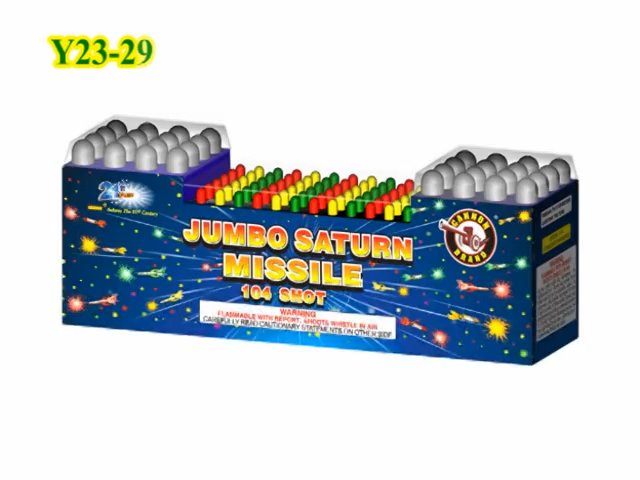 Y23-29
JUMBO SATURN
MISSILE
104 SHOT
CANNON
BRAND
WARNING
FLAMMABLE WITH REPORT, SHOOTS WHISTLE IN AIR
CAREFULLY READ CAUTIONARY STATEMENTS ON OTHER SIDE